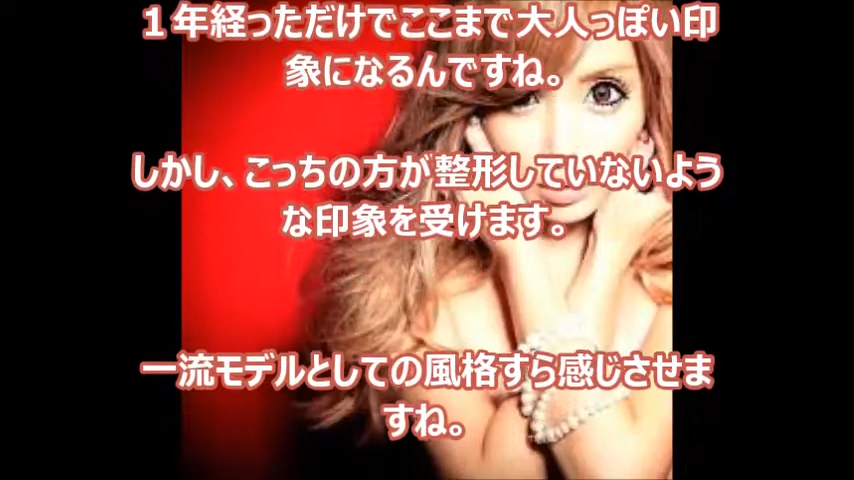 １年経っただけでここまで大人っぽい印
象になるんですね。
しかし、こっちの方が整形していないよう
な印象を受けます。
一流モデルとしての風格すら感じさせま
すね。